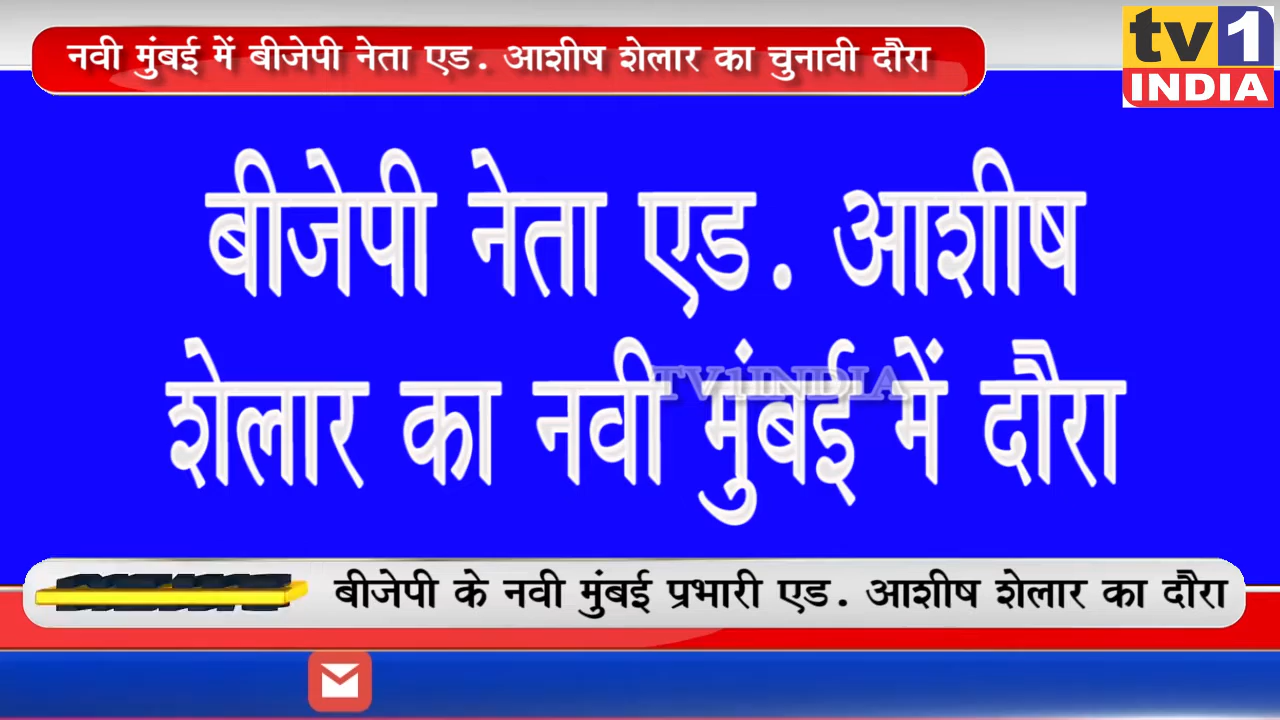 नवी मुंबई में बीजेपी नेता एड. आशीष शेलार का चुनावी दौरा
tv1
INDIA
बीजेपी नेता एड. आशीष
शेलार का नवी मुंबई में दौरा
TV1INDIA
बीजेपी के नवी मुंबई प्रभारी एड. आशीष शेलार का दौरा